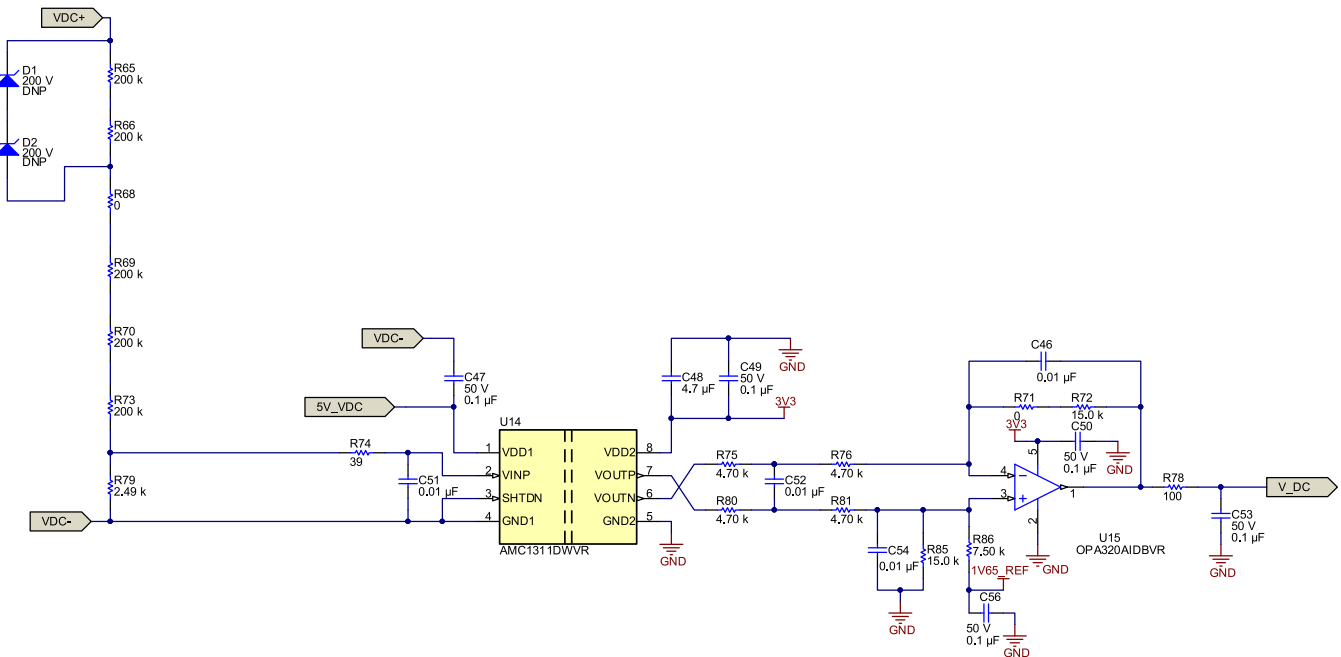 VDC+
D1
200 V
DNP
R65
200 k
R66
200 k
D2
200 V
DNP
R68
0
R69
200 k
R70
200 k
R73
200 k
R79
2.49 k
VDC-
VDC-
C47
50 V
0.1 µF
5V_VDC
R74
39
C51
0.01 µF
U14
1 VDD1
2 VINP
3 SHTDN
4 GND1
VDD2 8
VOUTP 7
VOUTN 6
GND2 5
AMC1311DWVR
GND
C48
4.7 µF
C49
50 V
0.1 µF
GND
3V3
R75
4.70 k
R76
4.70 k
C52
0.01 µF
R80
4.70 k
R81
4.70 k
C54
0.01 µF
R85
15.0 k
GND
R86
7.50 k
1V65_REF
C56
50 V
0.1 µF
GND
C46
0.01 µF
R71
0
R72
15.0 k
3V3
C50
50 V
0.1 µF
GND
5
4
3
1
2
GND
U15
OPA320AIDBVR
R78
100
C53
50 V
0.1 µF
GND
V_DC